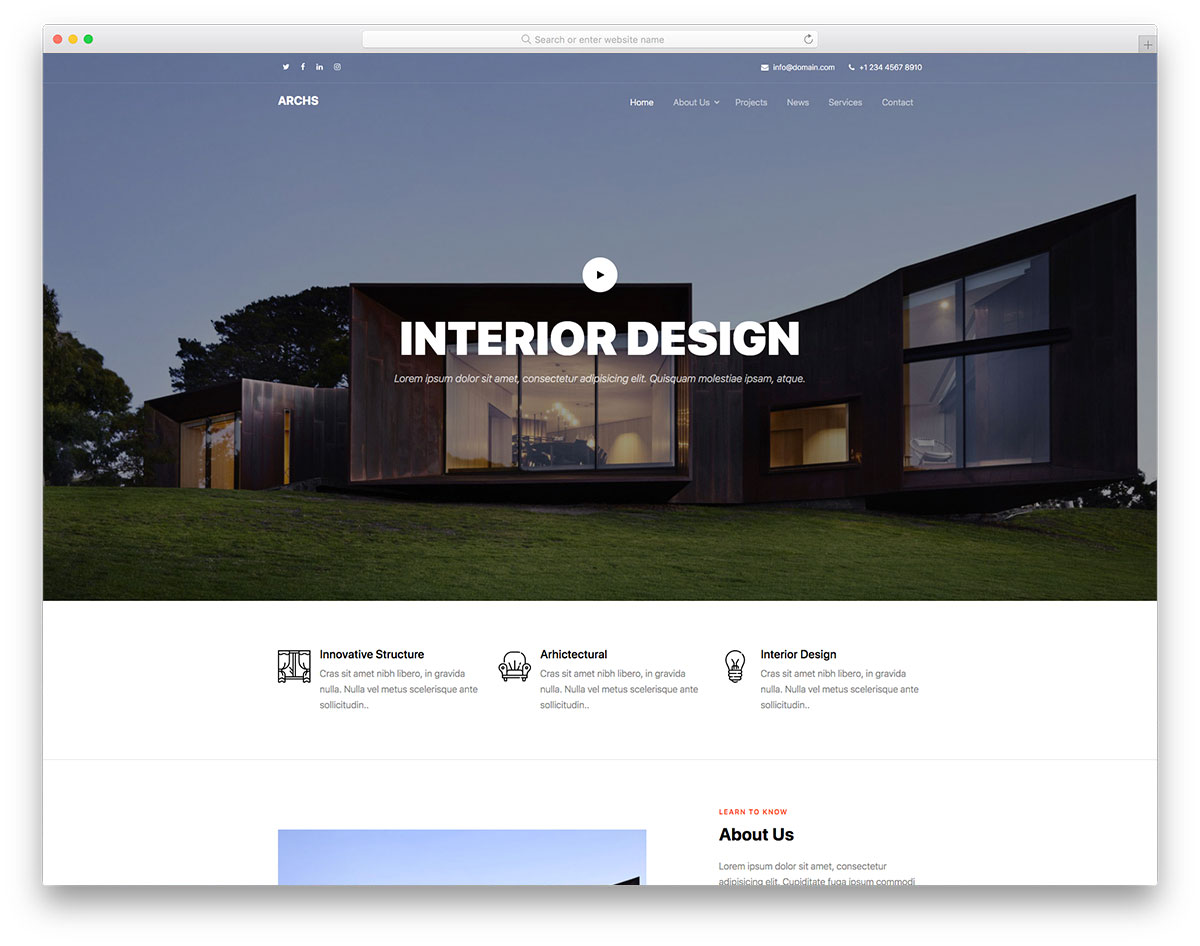 Search or enter website name
info@domain.com +1 234 4567 8910
ARCHS
Home About Us Projects News Services Contact
INTERIOR DESIGN
Lorem ipsum dolor sit amet, consectetur adipisicing elit. Quisquam molestiae ipsam, atque.
Innovative Structure
Cras sit amet nibh libero, in gravida
nulla. Nulla vel metus scelerisque ante
sollicitudin..
Arhictectural
Cras sit amet nibh libero, in gravida
nulla. Nulla vel metus scelerisque ante
sollicitudin..
Interior Design
Cras sit amet nibh libero, in gravida
nulla. Nulla vel metus scelerisque ante
sollicitudin..
LEARN TO KNOW
About Us
Lorem ipsum dolor sit amet, consectetur
adipisicing elit. Cupiditate fuga ipsum commodi